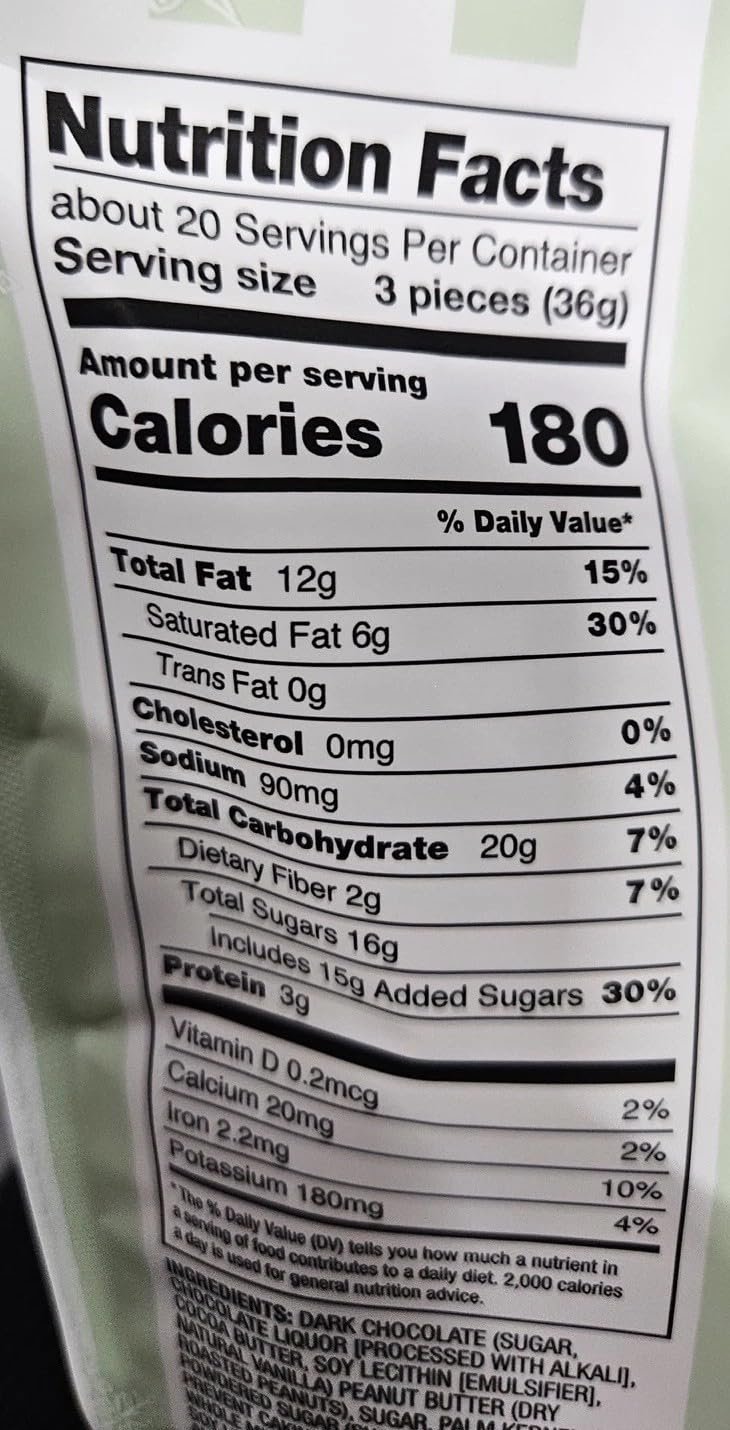 Nutrition Facts
about 20 Servings Per Container
Serving size 3 pieces (36g)
Amount per serving
Calories 180
% Daily Value*
Total Fat 12g 15%
Saturated Fat 6g 30%
Trans Fat 0g
Cholesterol 0mg 0%
Sodium 90mg 4%
Total Carbohydrate 20g 7%
Dietary Fiber 2g 7%
Total Sugars 16g
Includes 15g Added Sugars 30%
Protein 3g
Vitamin D 0.2mcg 2%
Calcium 20mg 2%
Iron 2.2mg 10%
Potassium 180mg 4%
*The % Daily Value (DV) tells you how much a nutrient in
a serving of food contributes to a daily diet. 2,000 calories
a day is used for general nutrition advice.
INGREDIENTS: DARK CHOCOLATE (SUGAR,
CHOCOLATE LIQUOR [PROCESSED WITH ALKALI],
COCOA BUTTER, SOY LECITHIN [EMULSIFIER],
NATURAL VANILLA) PEANUT BUTTER (DRY
ROASTED PEANUTS), SUGAR, PALM
POWDERED SUGAR
PREVENT
WHOLE